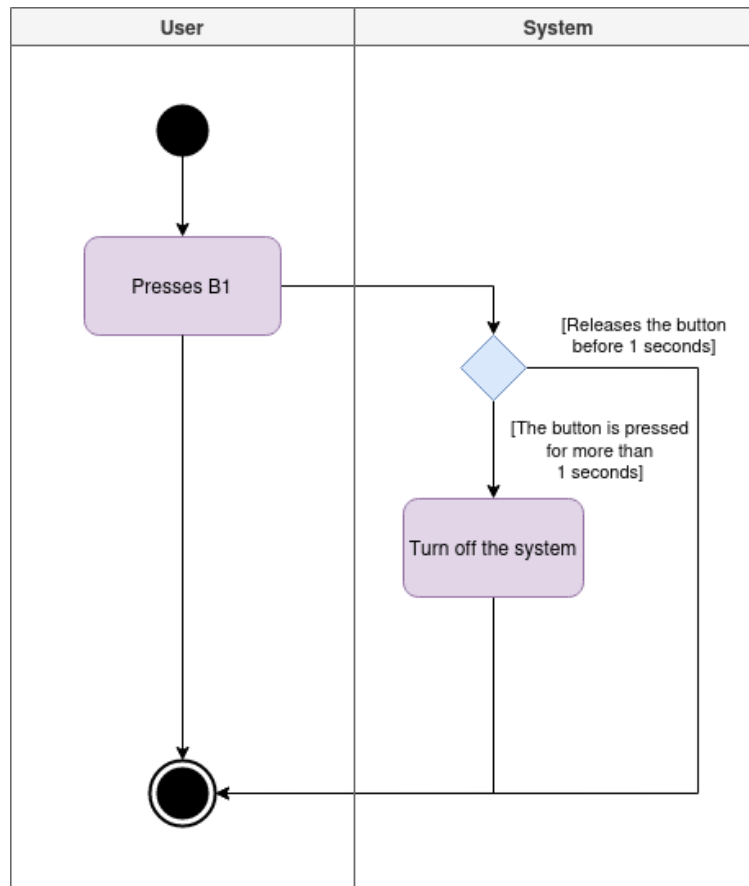 User
System
Presses B1
[Releases the button
before 1 seconds]
[The button is pressed
for more than
1 seconds]
Turn off the system